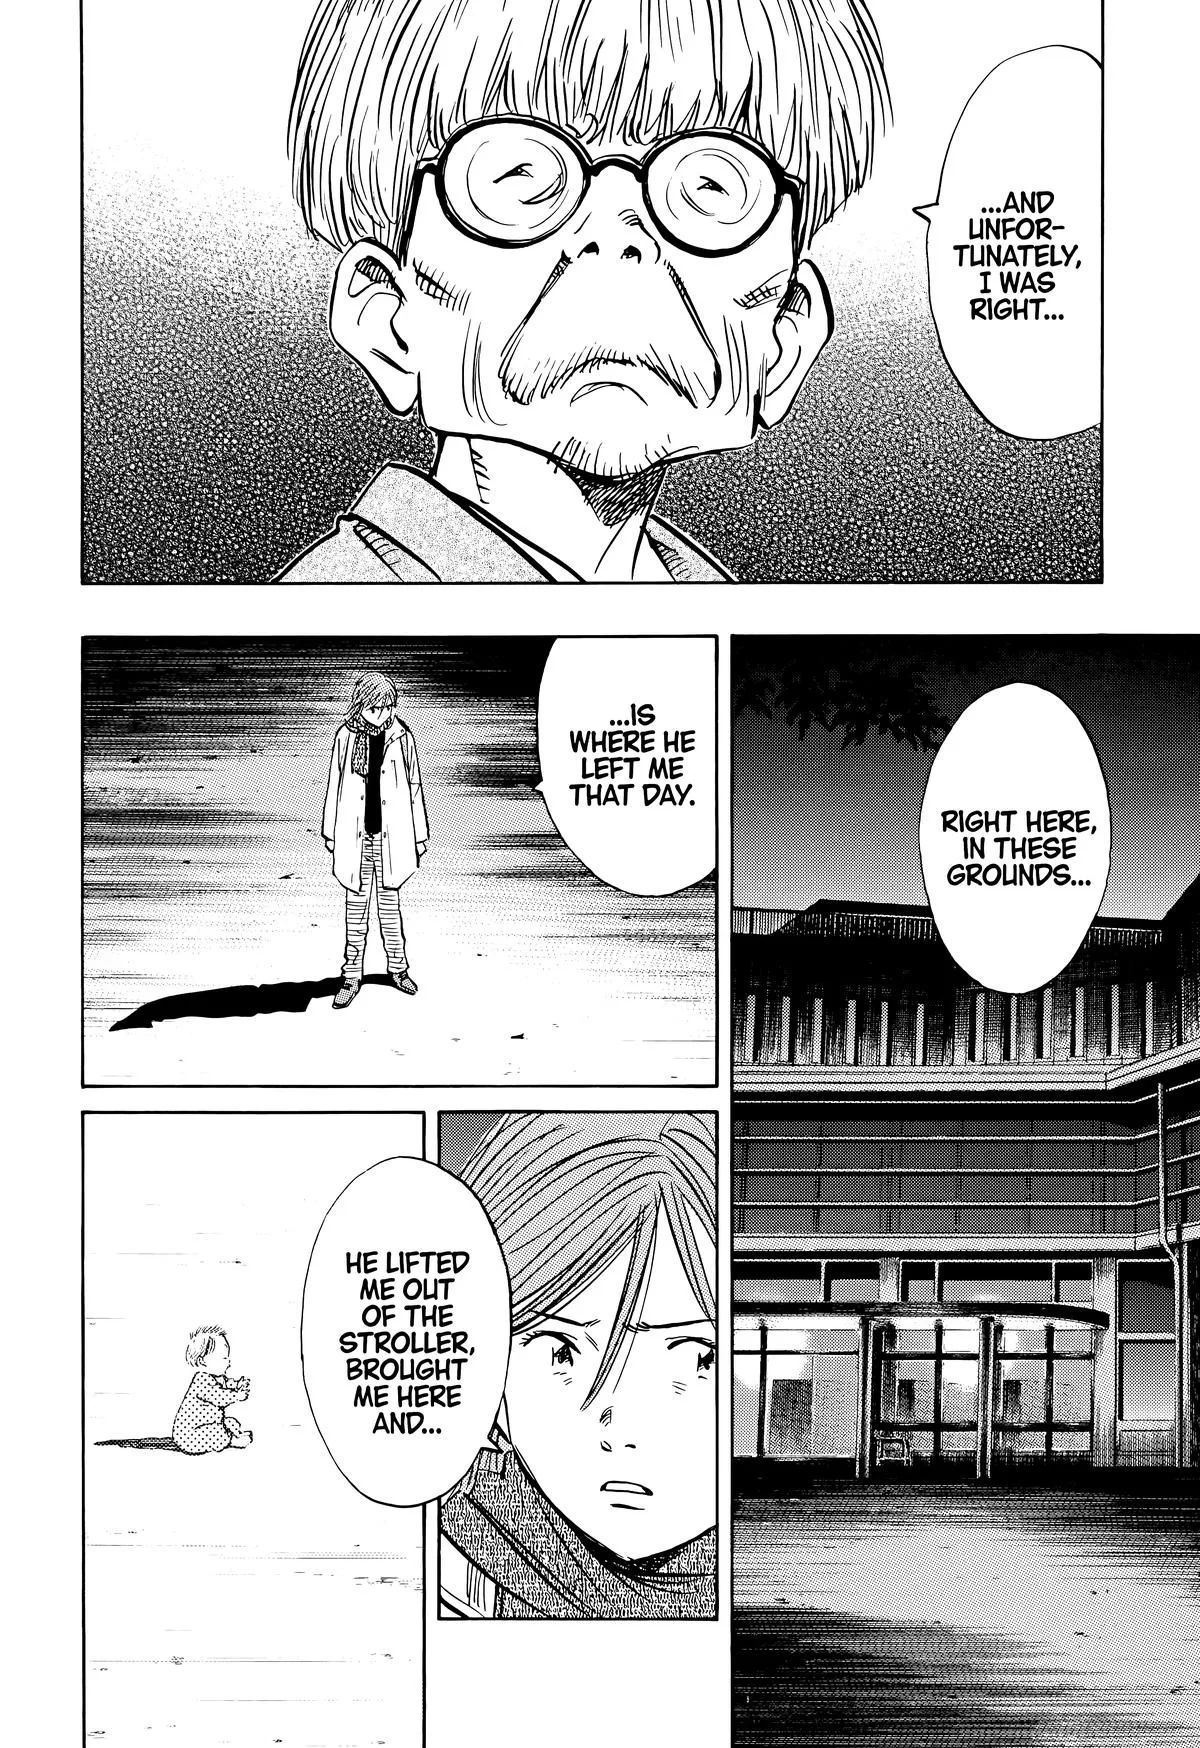 ...AND
UNFOR-
TUNATELY,
I WAS
RIGHT...
RIGHT HERE,
IN THESE
GROUNDS...
...IS
WHERE HE
LEFT ME
THAT DAY.
HE LIFTED
ME OUT
OF THE
STROLLER,
BROUGHT
ME HERE
AND...